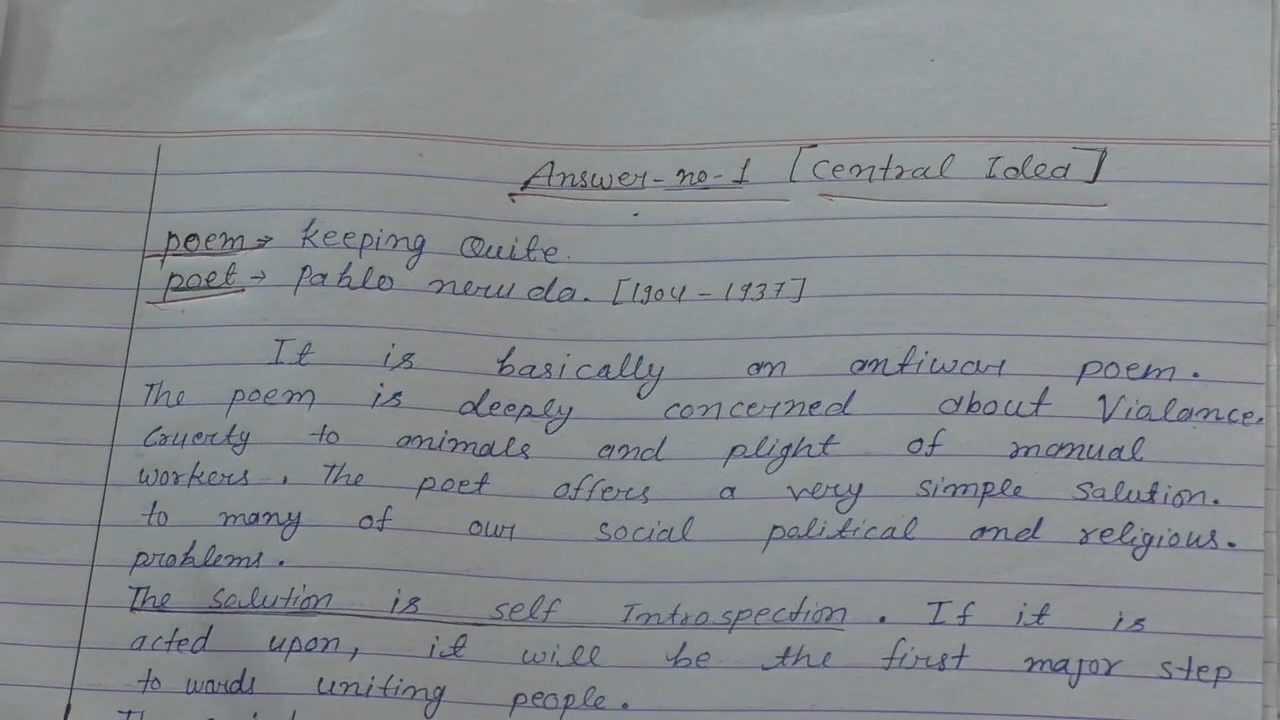 Answer-no-1 [Central Idea]
poem → keeping Quite.
poet → Pablo neruda. [1904-1937]
It is basically an antiwar poem.
The poem is deeply concerned about Vialance.
Cruerty to animals and plight of manual
workers. The poet offers a very simple salution.
to many of our social political and religious.
problems.
The salution is self Introspection. If it is
acted upon, it will be the first major step
to wards uniting people.